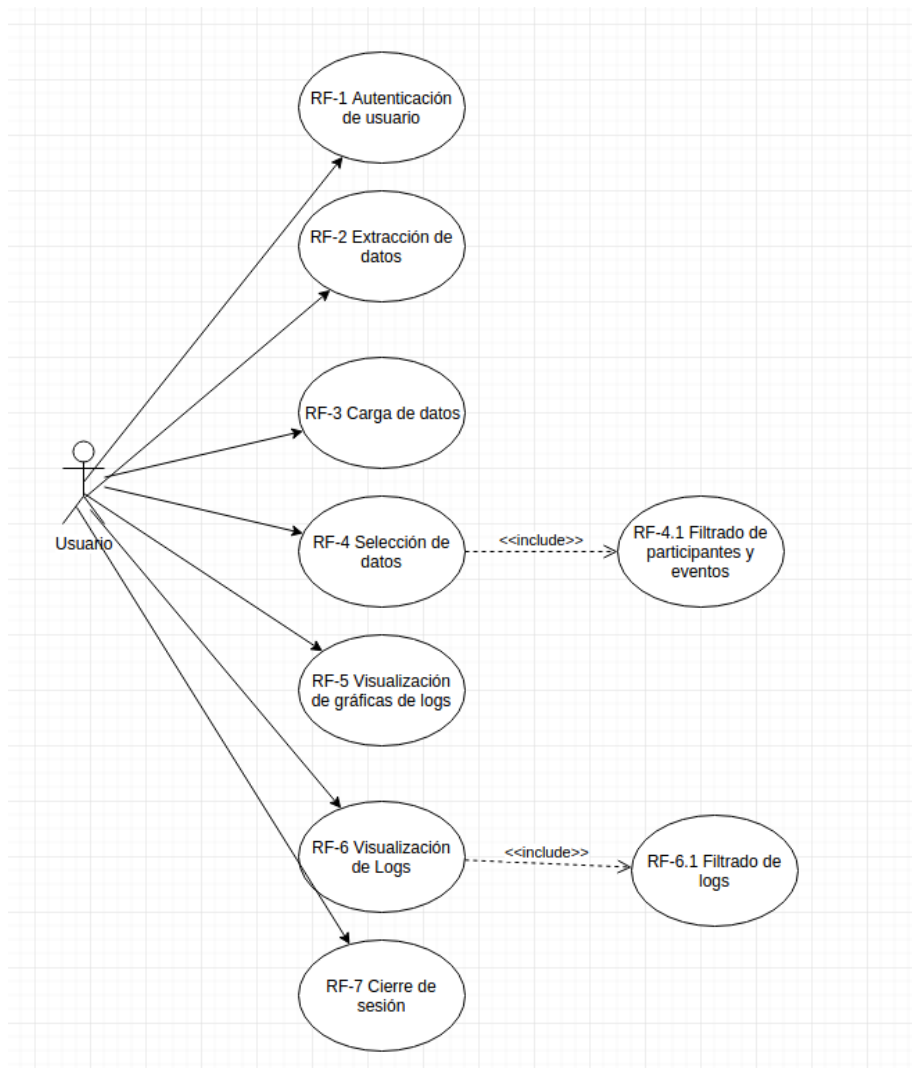 RF-1 Autenticación
de usuario
RF-2 Extracción de
datos
RF-3 Carga de datos
Usuario
RF-4 Selección de
datos
<<include>>
RF-4.1 Filtrado de
participantes y
eventos
RF-5 Visualización
de gráficas de logs
RF-6 Visualización
de Logs
<<include>>
RF-6.1 Filtrado de
logs
RF-7 Cierre de
sesión